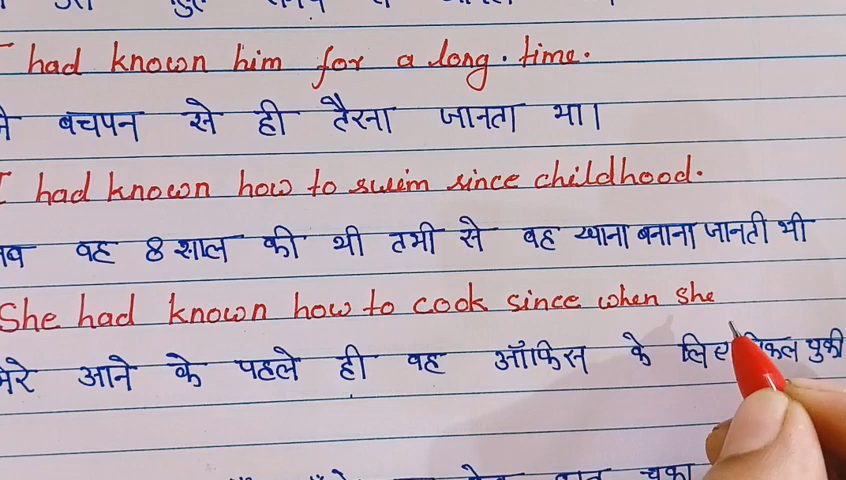 had known him for a long. time.
बचपन से ही तैरना जानता था।
I had known how to swim since childhood.
वह 8 शाल की थी तभी से वह खाना बनाना जानती थी
She had known how to cook since when she
मेरे आने के पहले ही वह ऑफिस के लिए निकल चुकी
चुका